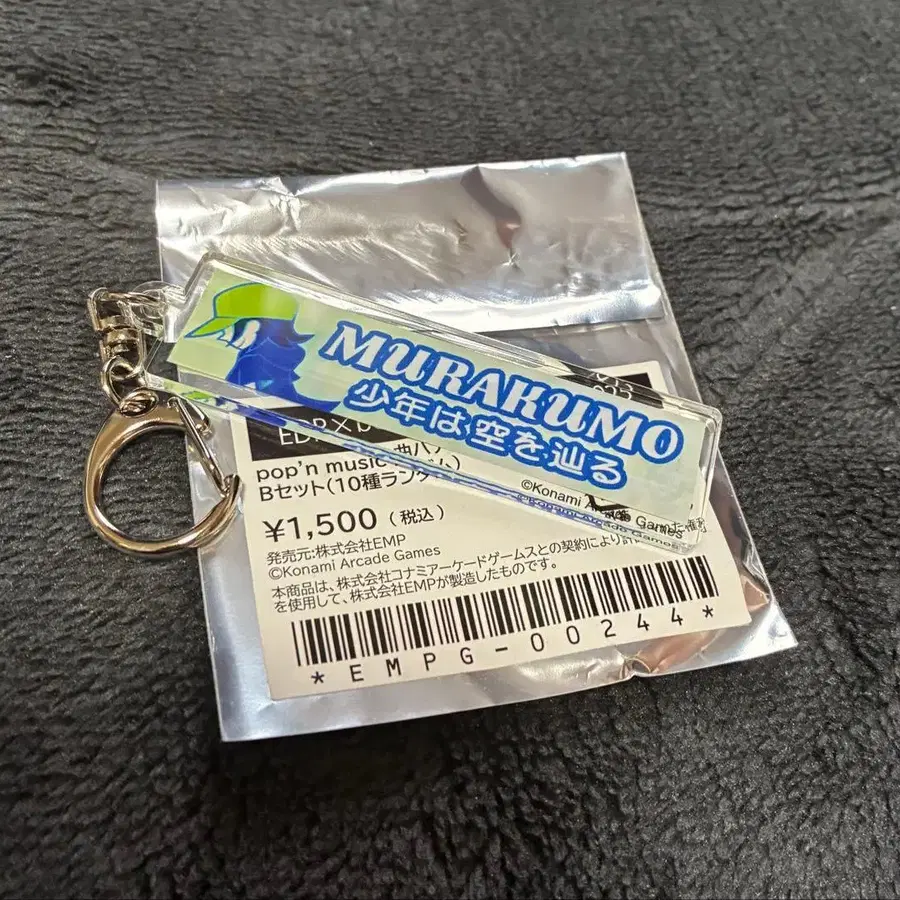 MURAKUMO
少年は空を辿る
©Konami Arcade Games
pop'n music 曲バナ
Bセット(10種ランダム)
¥1,500(税込)
発売元:株式会社EMP
©Konami Arcade Games
本商品は、株式会社コナミアーケードゲームスとの契約により
を使用して、株式会社EMPが製造したものです。
*EMPG-00244*